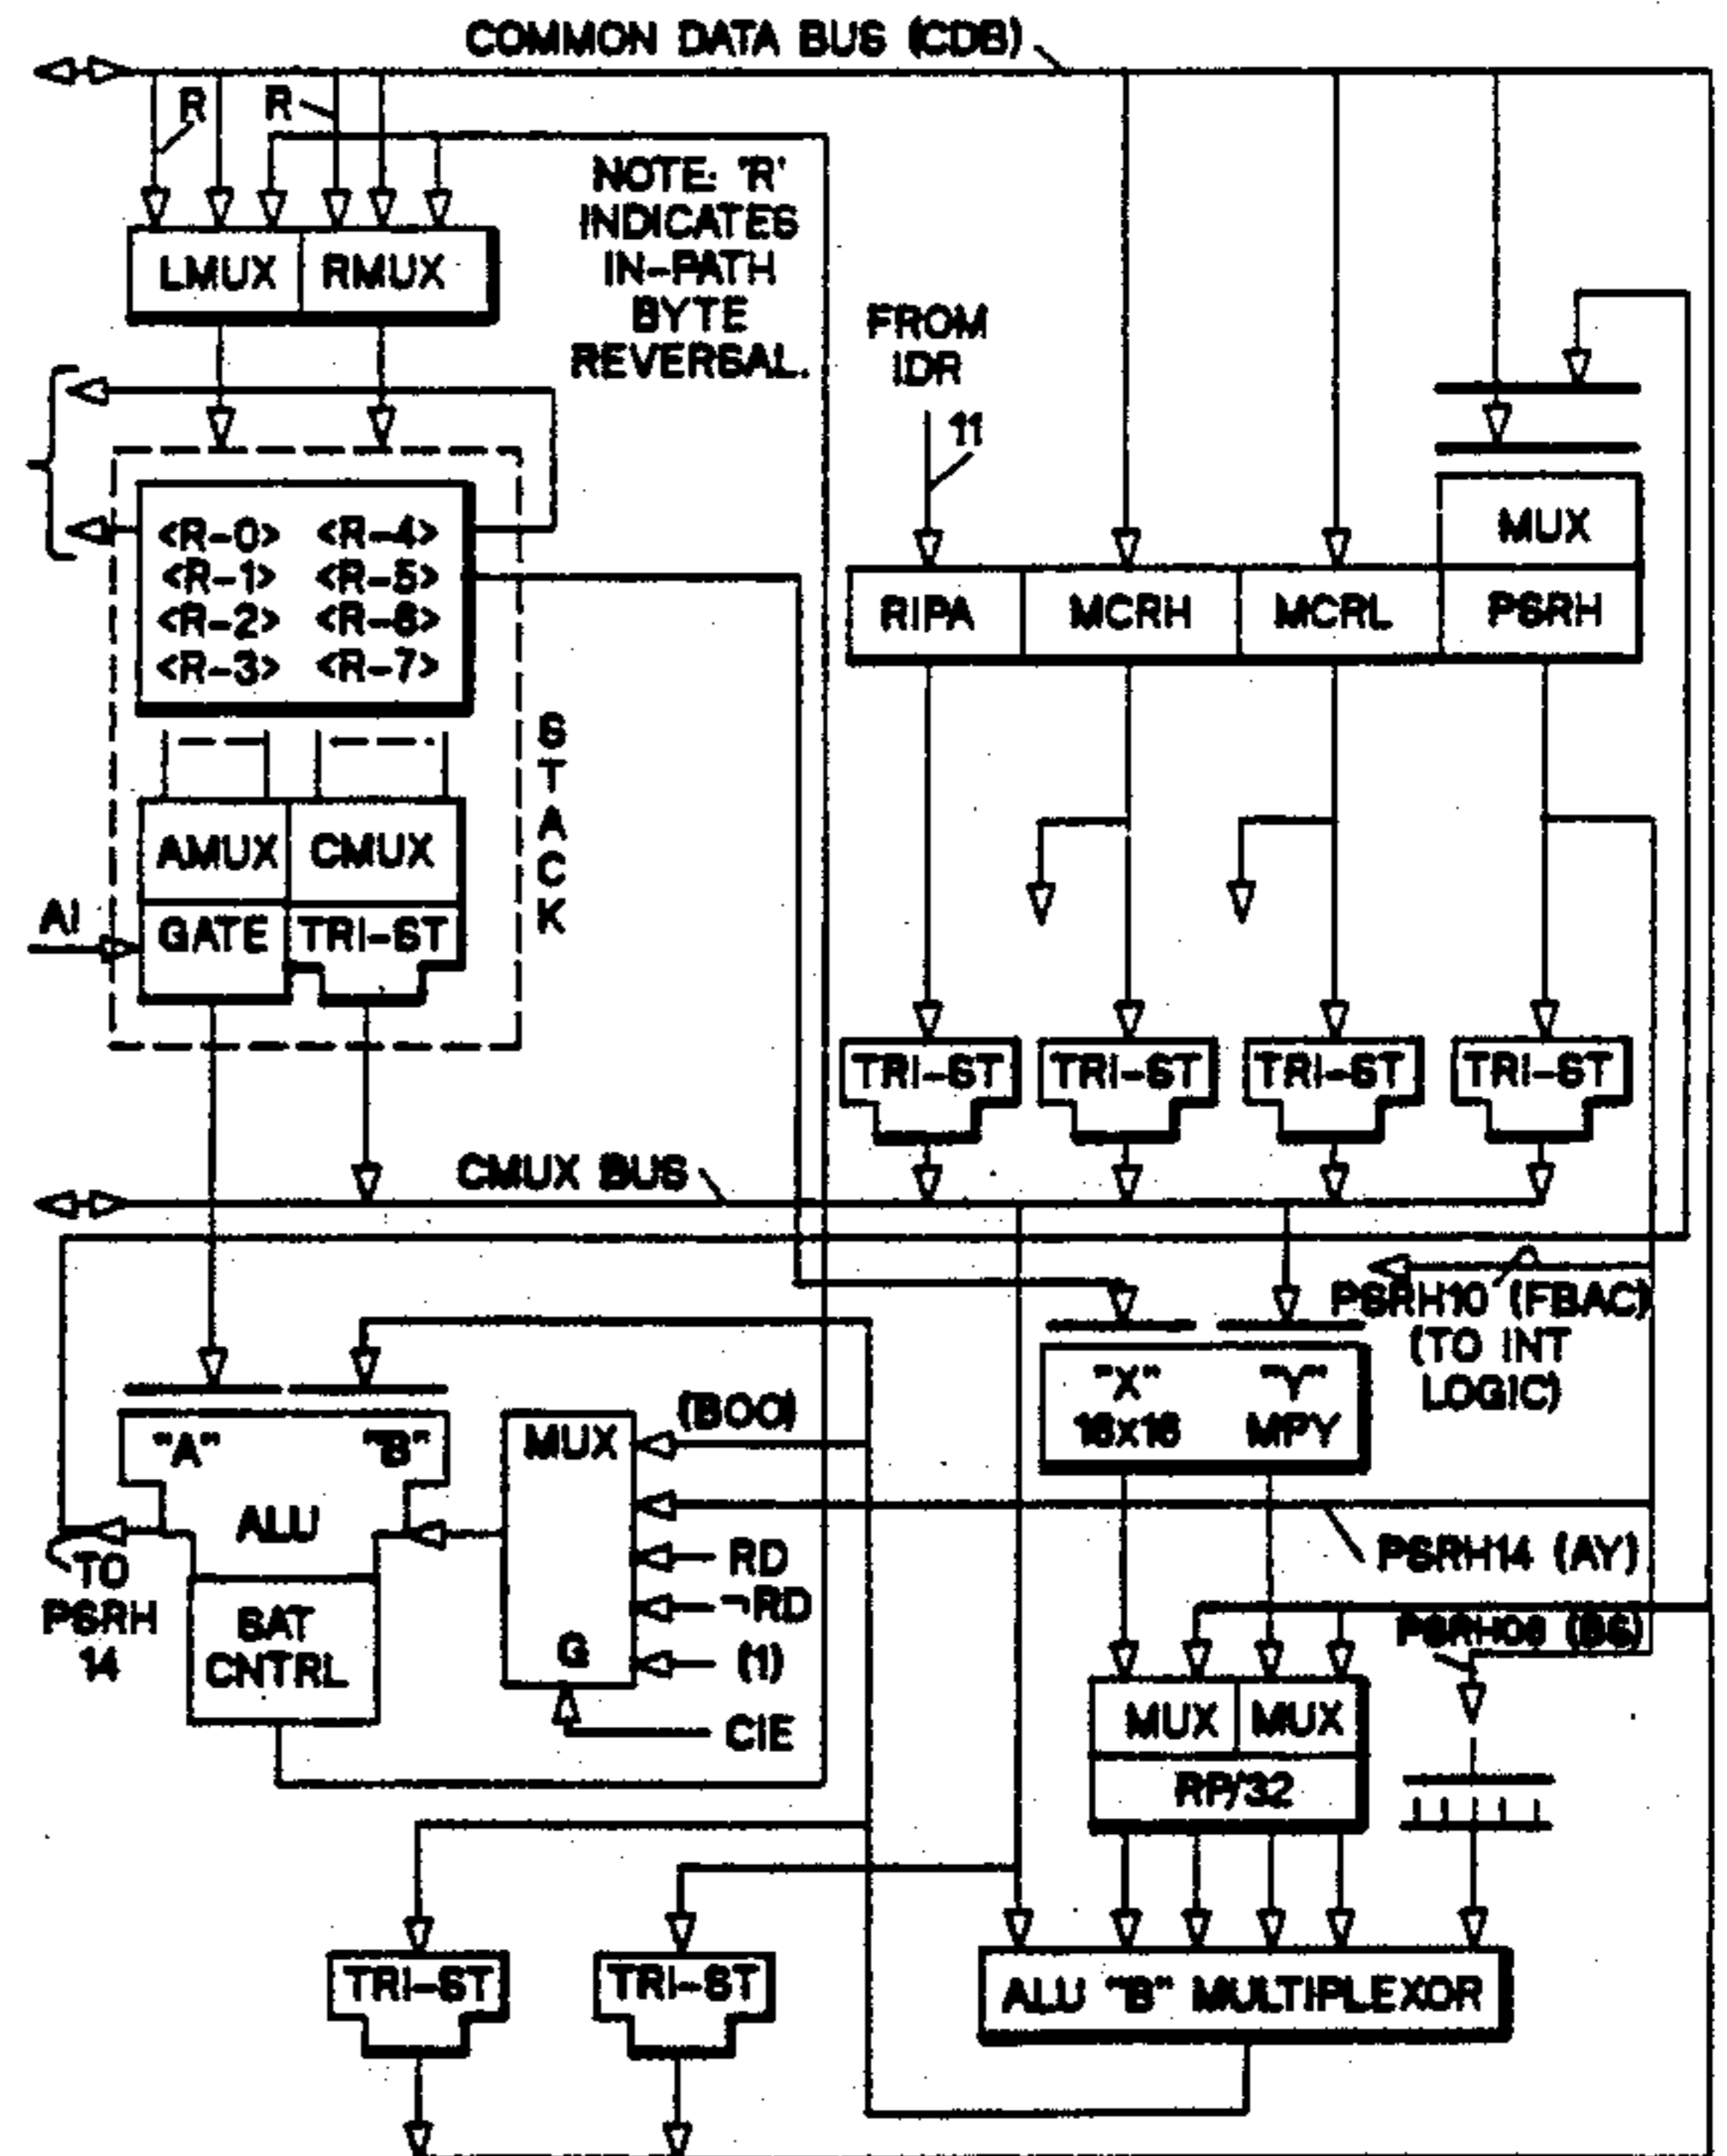 COMMON DATA BUS (CDB)
R
R
NOTE: "R"
INDICATES
IN-PATH
BYTE
REVERSAL.
LMUX
RMUX
FROM
IDR
11
MUX
<R-0>
<R-4>
<R-1>
<R-5>
<R-2>
<R-6>
<R-3>
<R-7>
RIPA
MCRH
MCRL
PSRH
STACK
AMUX
CMUX
AI
GATE
TRI-ST
TRI-ST
TRI-ST
TRI-ST
TRI-ST
CMUX BUS
PSRH10 (FBAC)
(TO INT
LOGIC)
"A"
"B"
ALU
SAT
CNTRL
TO
PSRH
14
MUX
G
(B00)
RD
¬RD
(1)
CIE
"X"
"Y"
16x16
MPY
PSRH14 (AY)
PSRH08 (BS)
MUX
MUX
RP/32
TRI-ST
TRI-ST
ALU "B" MULTIPLEXOR